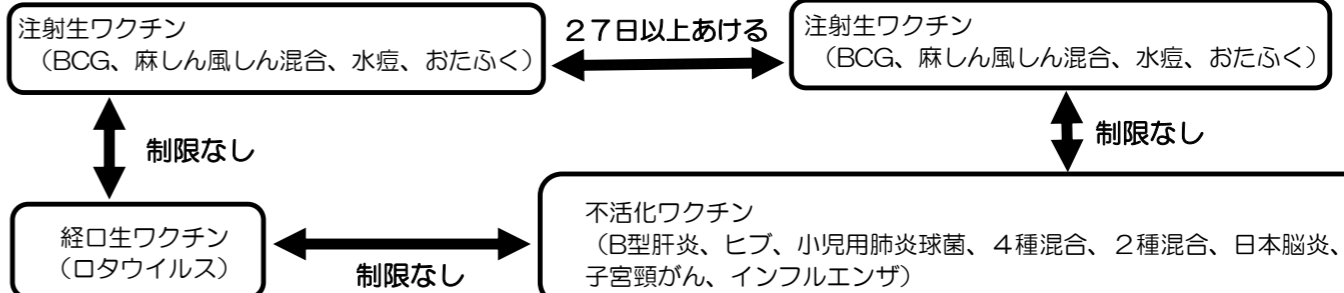 注射生ワクチン
(BCG、麻しん風しん混合、水痘、おたふく)
27日以上あける
注射生ワクチン
(BCG、麻しん風しん混合、水痘、おたふく)
制限なし
制限なし
経口生ワクチン
(ロタウイルス)
制限なし
不活化ワクチン
(B型肝炎、ヒブ、小児用肺炎球菌、4種混合、2種混合、日本脳炎、
子宮頸がん、インフルエンザ)